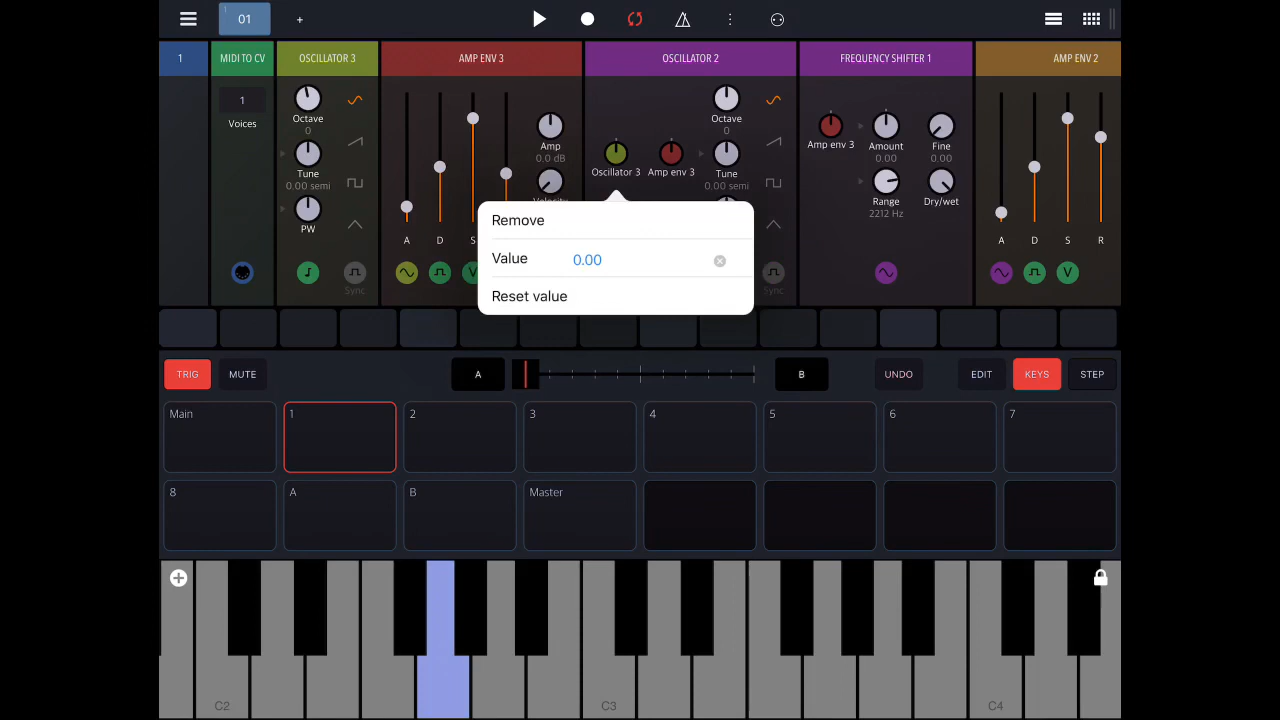 1
01
+
1
MIDI TO CV
OSCILLATOR 3
AMP ENV 3
OSCILLATOR 2
FREQUENCY SHIFTER 1
AMP ENV 2
1
Voices
Octave
0
Tune
0.00 semi
PW
Sync
A
D
S
Amp
0.0 dB
Oscillator 3
Amp env 3
Octave
0
Tune
0.00 semi
Amp env 3
Amount
0.00
Fine
0.00
Range
2212 Hz
Dry/wet
A
D
S
R
V
Remove
Value
0.00
Reset value
TRIG
MUTE
A
B
UNDO
EDIT
KEYS
STEP
Main
1
2
3
4
5
6
7
8
A
B
Master
C2
C3
C4